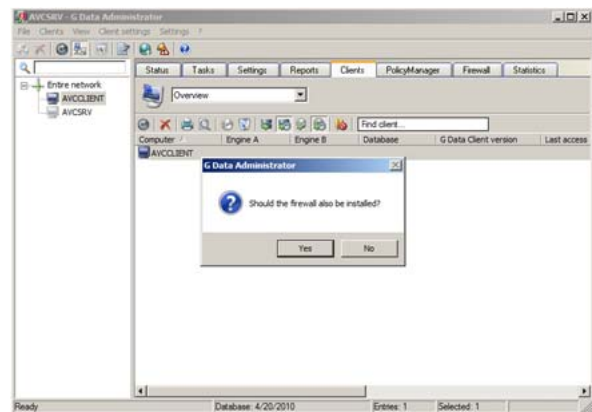 AVCSRV - G Data Administrator
File Clients View Client settings Settings ?
Status Tasks Settings Reports Clients PolicyManager Firewall Statistics
Entire network
AVCCLIENT
AVCSRV
Overview
Find client...
Computer Engine A Engine B Database G Data Client version Last access
AVCCLIENT
G Data Administrator
Should the firewall also be installed?
Yes No
Ready Database: 4/20/2010 Entries: 1 Selected: 1